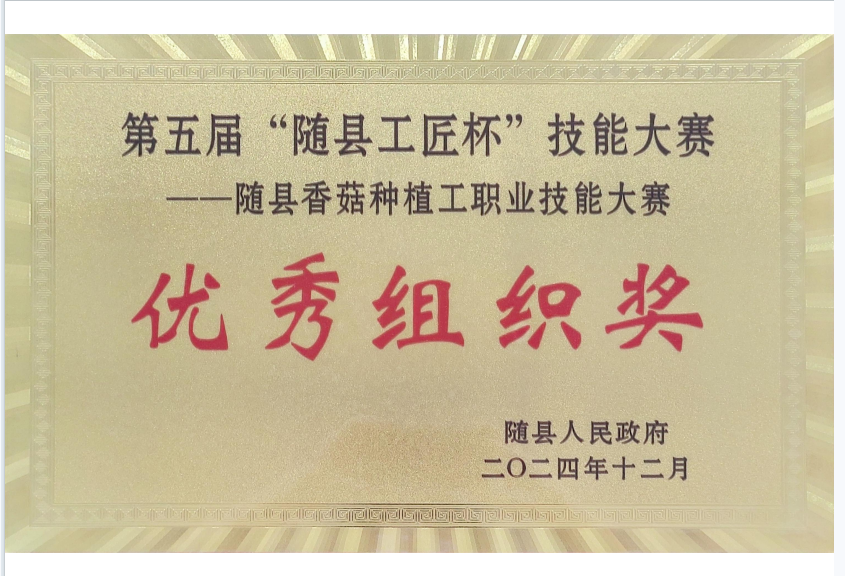 第五届“随县工匠杯”技能大赛
——随县香菇种植工职业技能大赛
优秀组织奖
随县人民政府
二〇二四年十二月